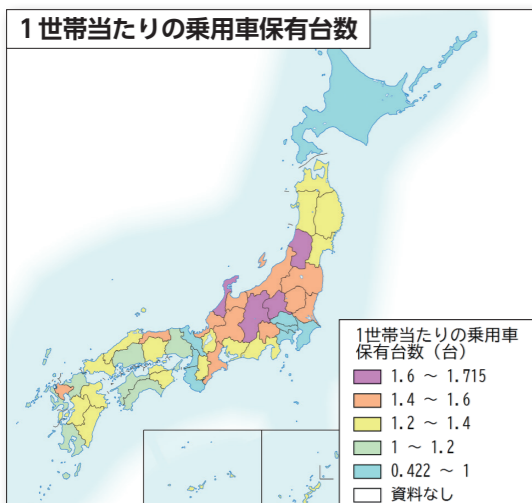 1世帯当たりの乗用車保有台数
1世帯当たりの乗用車
保有台数（台）
1.6 ～ 1.715
1.4 ～ 1.6
1.2 ～ 1.4
1 ～ 1.2
0.422 ～ 1
資料なし